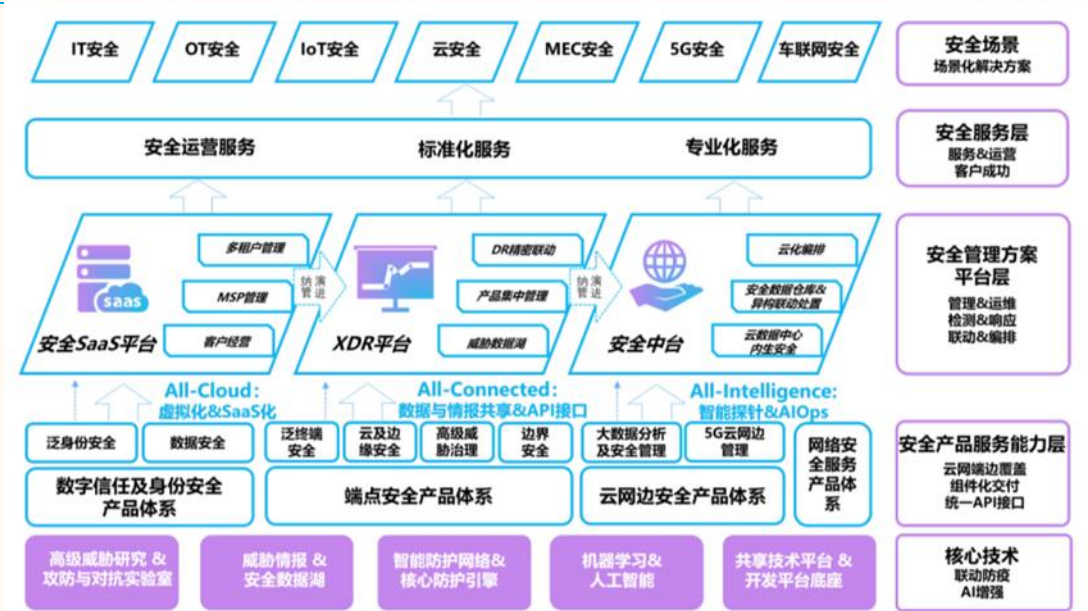 IT安全
OT安全
IoT安全
云安全
MEC安全
5G安全
车联网安全
安全场景
场景化解决方案
安全运营服务
标准化服务
专业化服务
安全服务层
服务&运营
客户成功
多租户管理
MSP管理
客户经营
saas
安全SaaS平台
纳管
演进
DR精密联动
产品集中管理
威胁数据湖
XDR平台
纳管
演进
云化编排
安全数据仓库&
异构联动处置
云数据中心
内生安全
安全中台
安全管理方案
平台层
管理&运维
检测&响应
联动&编排
All-Cloud：
虚拟化&SaaS化
All-Connected：
数据与情报共享&API接口
All-Intelligence:
智能探针&AIOps
泛身份安全
数据安全
泛终端
安全
云及边
缘安全
高级威
胁治理
边界
安全
大数据分析
及安全管理
5G云网边
管理
网络安
全服务
产品体
系
数字信任及身份安全
产品体系
端点安全产品体系
云网边安全产品体系
安全产品服务能力层
云网端边覆盖
组件化交付
统一API接口
高级威胁研究 &
攻防与对抗实验室
威胁情报 &
安全数据湖
智能防护网络&
核心防护引擎
机器学习&
人工智能
共享技术平台 &
开发平台底座
核心技术
联动防疫
AI增强